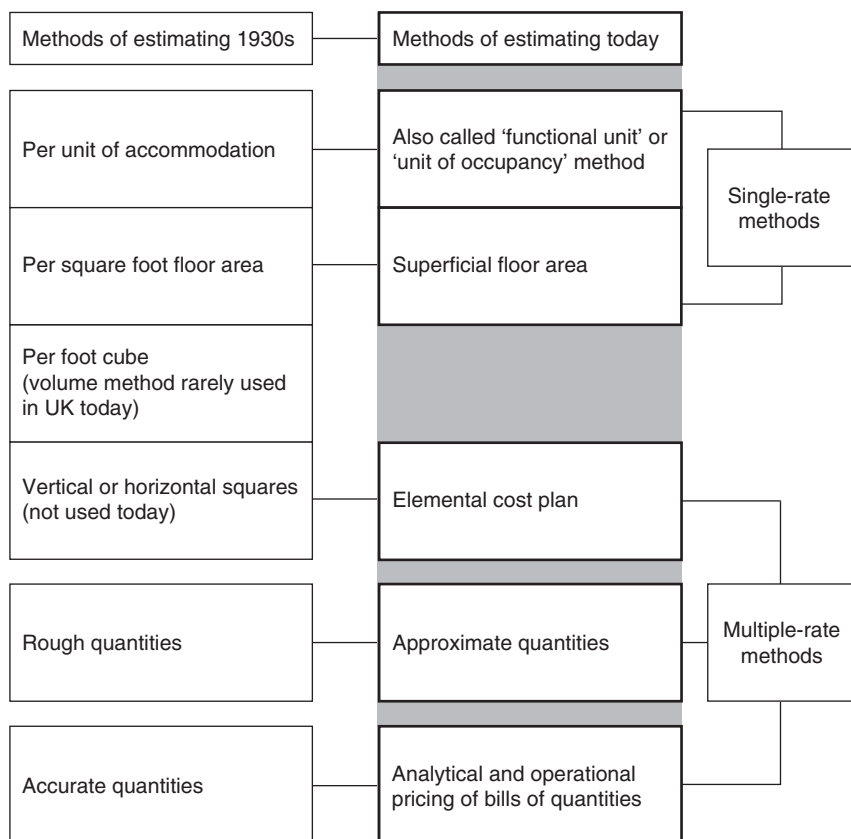 Methods of estimating 1930s
Methods of estimating today
Per unit of accommodation
Also called ‘functional unit’ or
‘unit of occupancy’ method
Single-rate
methods
Per square foot floor area
Superficial floor area
Per foot cube
(volume method rarely used
in UK today)
Vertical or horizontal squares
(not used today)
Elemental cost plan
Rough quantities
Approximate quantities
Multiple-rate
methods
Accurate quantities
Analytical and operational
pricing of bills of quantities